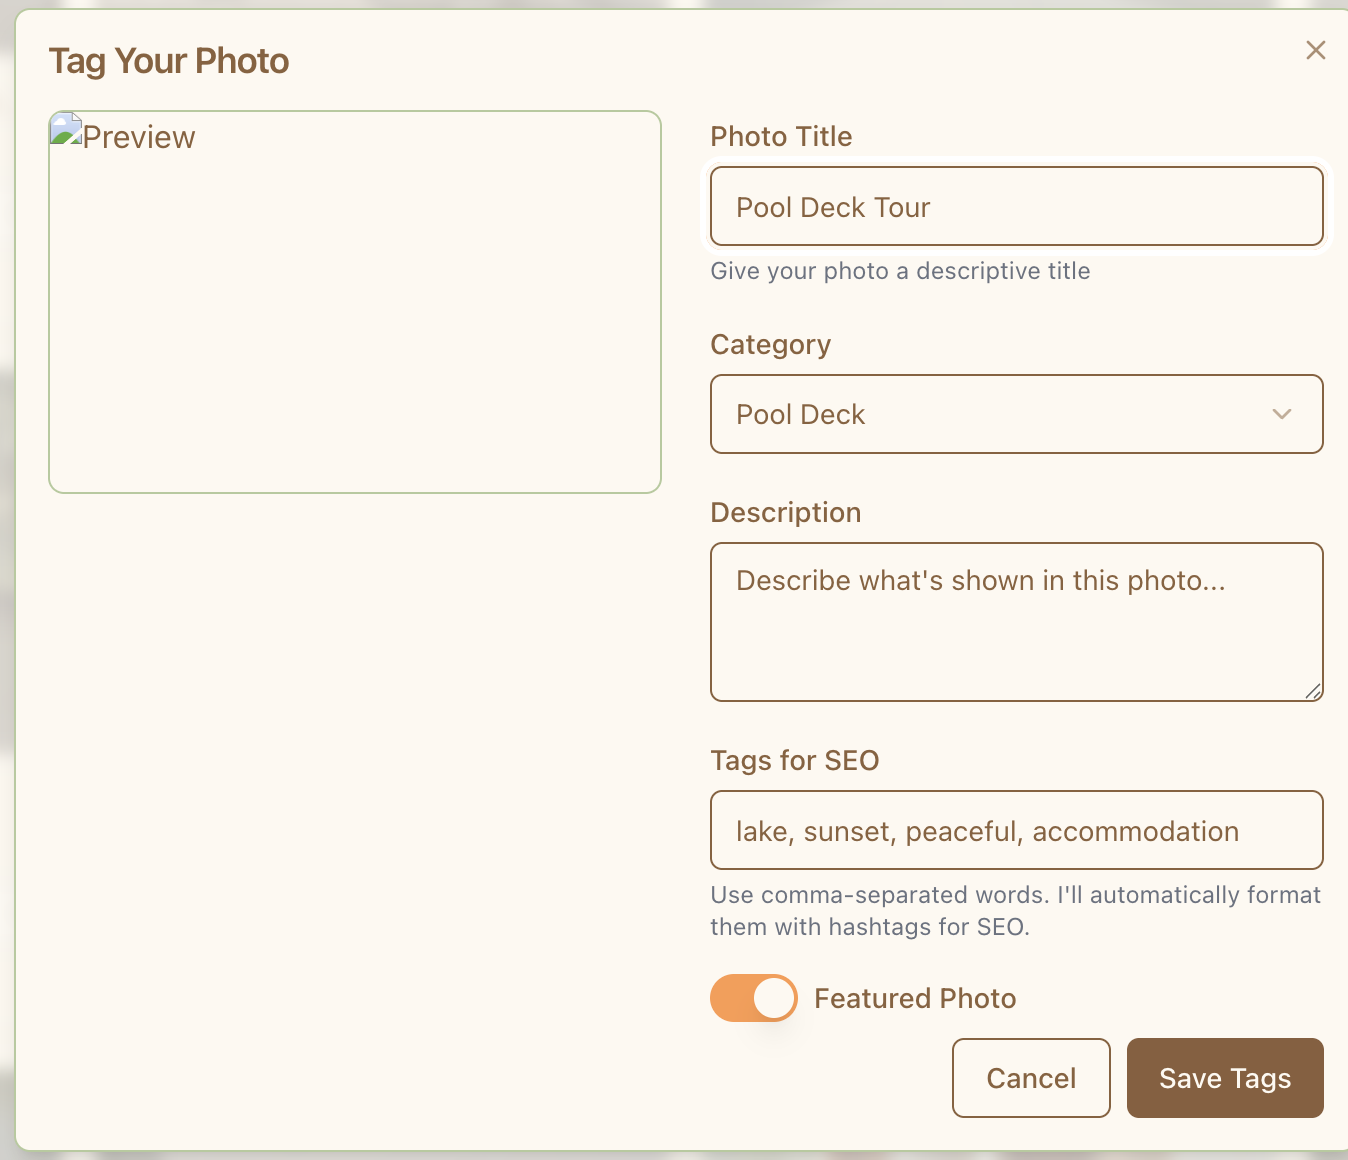 Tag Your Photo
Preview
Photo Title
Pool Deck Tour
Give your photo a descriptive title
Category
Pool Deck
Description
Describe what's shown in this photo...
Tags for SEO
lake, sunset, peaceful, accommodation
Use comma-separated words. I'll automatically format
them with hashtags for SEO.
Featured Photo
Cancel
Save Tags